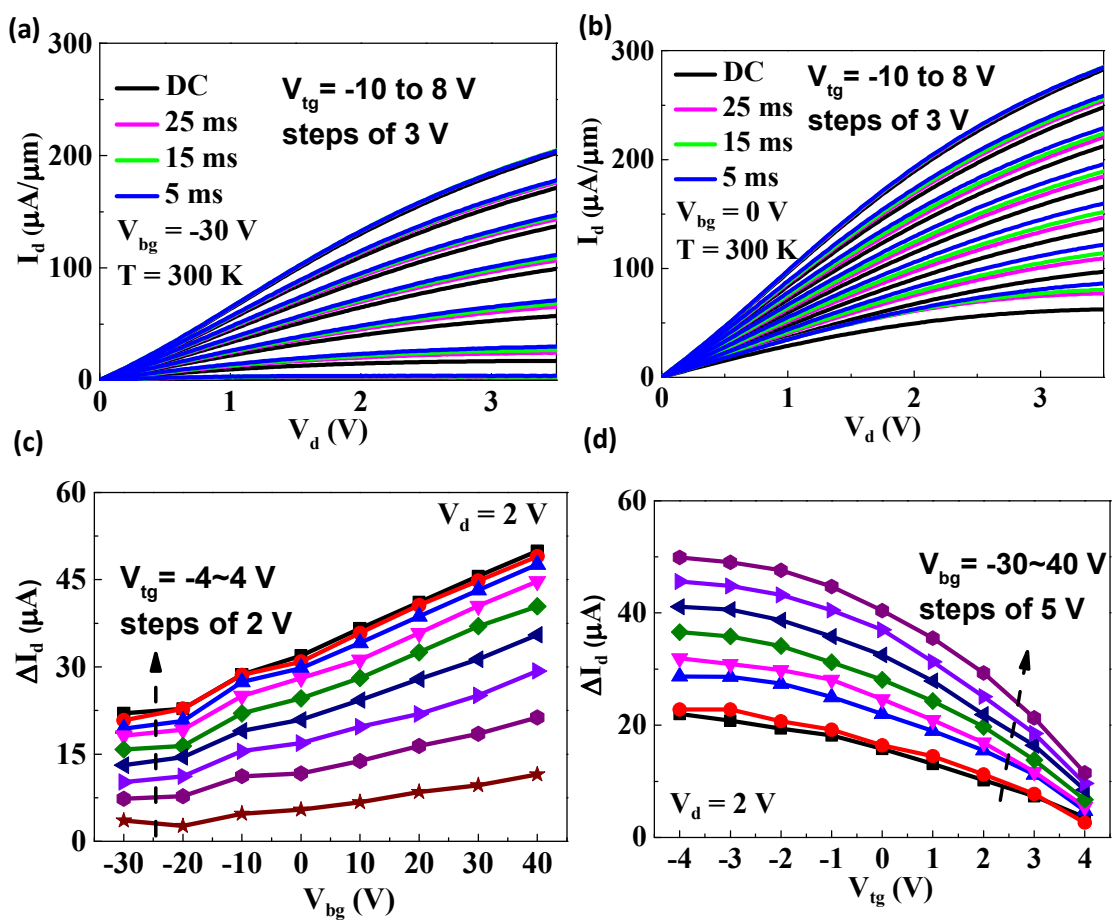 (a)
300
200
100
0
I_d (μA/μm)
DC
25 ms
15 ms
5 ms
V_tg= -10 to 8 V
steps of 3 V
V_bg = -30 V
T = 300 K
0 1 2 3
V_d (V)
(b)
300
250
200
150
100
50
0
I_d (μA/μm)
DC
25 ms
15 ms
5 ms
V_tg= -10 to 8 V
steps of 3 V
V_bg = 0 V
T = 300 K
0 1 2 3
V_d (V)
(c)
60
45
30
15
0
ΔI_d (μA)
V_d = 2 V
V_tg = -4~4 V
steps of 2 V
-30 -20 -10 0 10 20 30 40
V_bg (V)
(d)
60
40
20
0
ΔI_d (μA)
V_bg = -30~40 V
steps of 5 V
V_d = 2 V
-4 -3 -2 -1 0 1 2 3 4
V_tg (V)